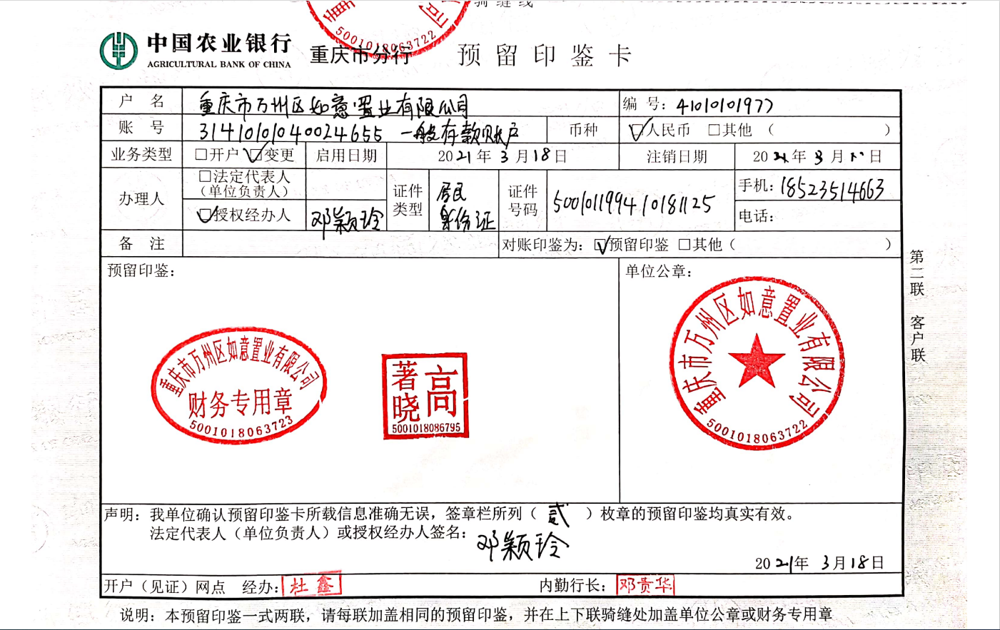 骑缝线
5001018063722
中国农业银行
AGRICULTURAL BANK OF CHINA
重庆市分行 预留印鉴卡
户 名 重庆市万州区如意置业有限公司 编 号：41010101977
账 号 31410101040024655 一般存款账户 币种 ☑人民币 □其他（ ）
业务类型 □开户 ☑变更 启用日期 2021年3月18日 注销日期 20 年3月 日
办理人 □法定代表人（单位负责人）
☑授权经办人 邓颖玲 证件类型 居民身份证 证件号码 500101199410181125 手机：18523514663
电话：
备 注 对账印鉴为：☑预留印鉴 □其他（ ）
预留印鉴： 单位公章：
重庆市万州区如意置业有限公司
财务专用章
5001018063723
高著晓
5001018086795
重庆市万州区如意置业有限公司
5001018063722
第二联 客户联
声明：我单位确认预留印鉴卡所载信息准确无误，签章栏所列（ 贰 ）枚章的预留印鉴均真实有效。
法定代表人（单位负责人）或授权经办人签名：邓颖玲
2021年3月18日
开户（见证）网点 经办：杜鑫 内勤行长：邓贵华
说明：本预留印鉴一式两联，请每联加盖相同的预留印鉴，并在上下联骑缝处加盖单位公章或财务专用章